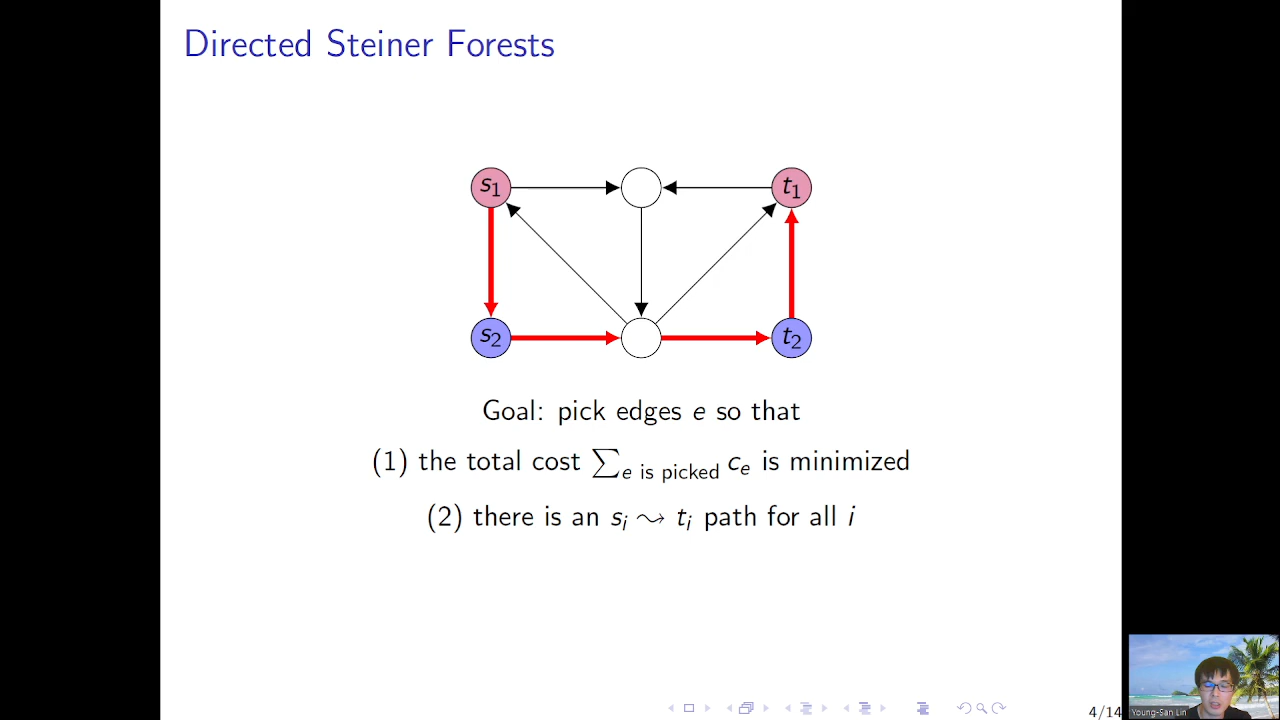 Directed Steiner Forests
s₁ t₁
s₂ t₂
Goal: pick edges e so that
(1) the total cost ∑ₑ is picked cₑ is minimized
(2) there is an sᵢ ⇝ tᵢ path for all i
4/14
Young-San Lin